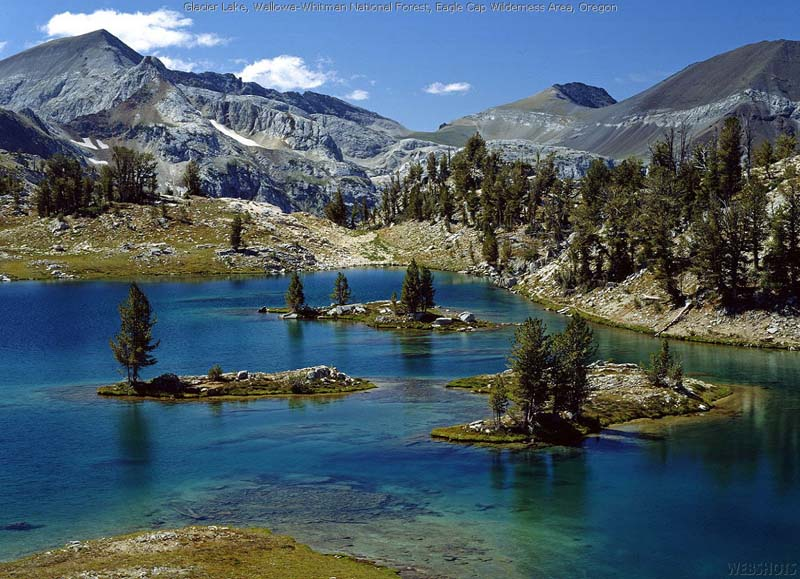 Glacier Lake, Wallowa-Whitman National Forest, Eagle Cap Wilderness Area, Oregon
WEBSHOTS